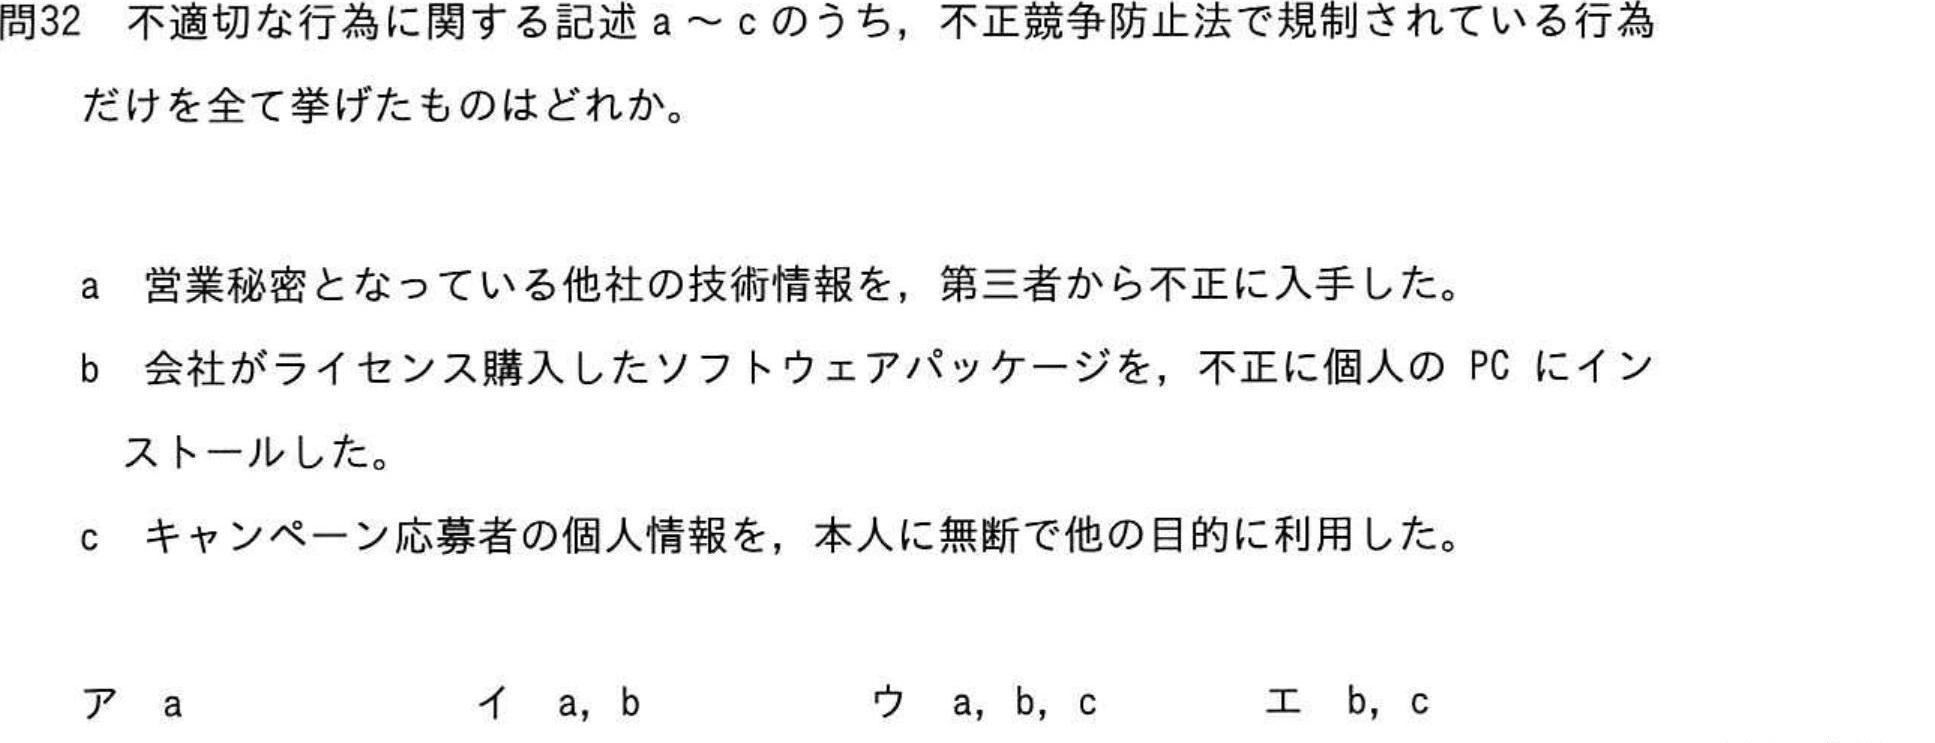 問32 不適切な行為に関する記述 a ～ c のうち，不正競争防止法で規制されている行為
だけを全て挙げたものはどれか。
a 営業秘密となっている他社の技術情報を，第三者から不正に入手した。
b 会社がライセンス購入したソフトウェアパッケージを，不正に個人の PC にイン
ストールした。
c キャンペーン応募者の個人情報を，本人に無断で他の目的に利用した。
ア a イ a，b ウ a，b，c エ b，c